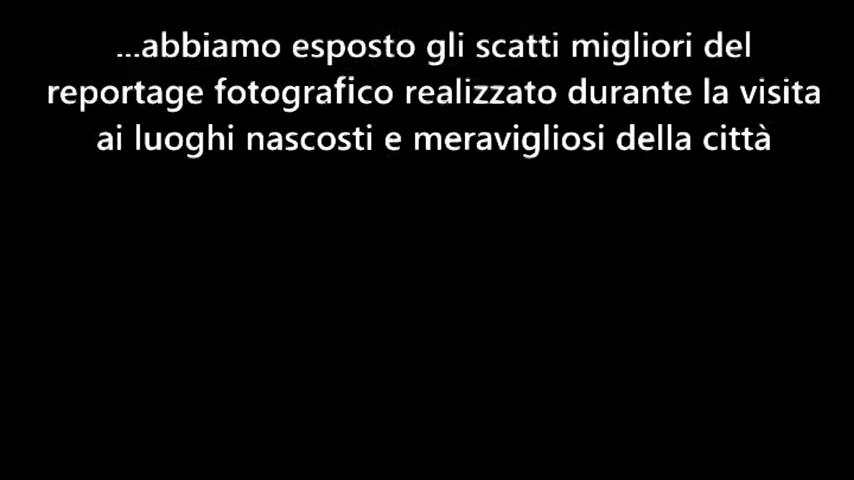 ...abbiamo esposto gli scatti migliori del
reportage fotografico realizzato durante la visita
ai luoghi nascosti e meravigliosi della città